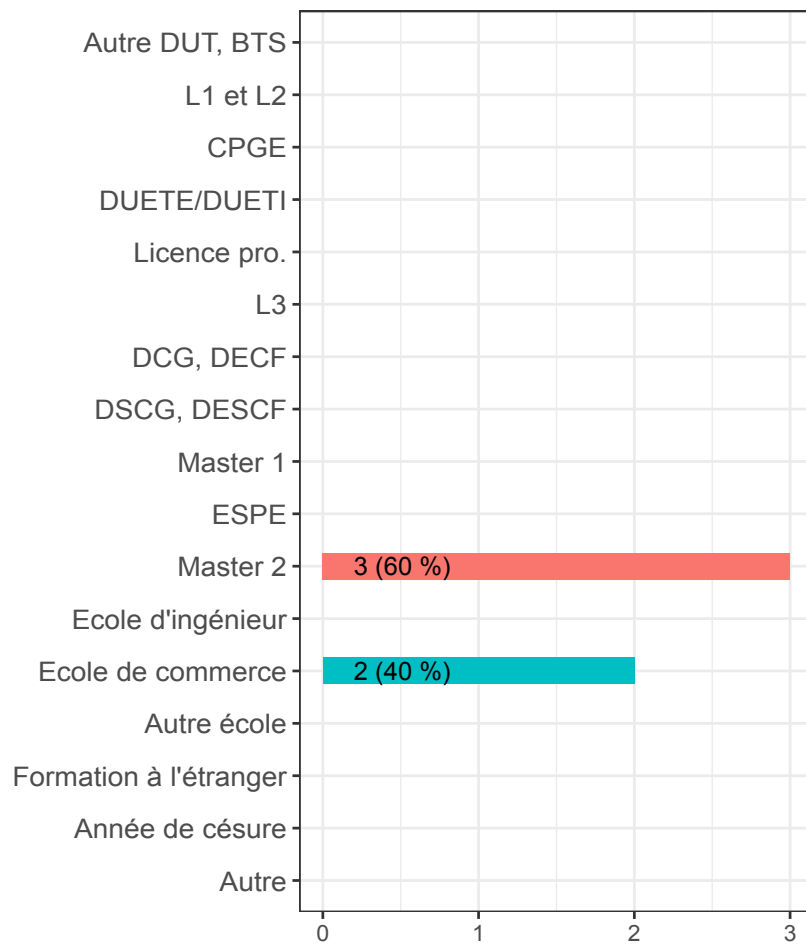 Autre DUT, BTS
L1 et L2
CPGE
DUETE/DUETI
Licence pro.
L3
DCG, DECF
DSCG, DESCF
Master 1
ESPE
Master 2
3 (60 %)
Ecole d'ingénieur
Ecole de commerce
2 (40 %)
Autre école
Formation à l'étranger
Année de césure
Autre
0 1 2 3